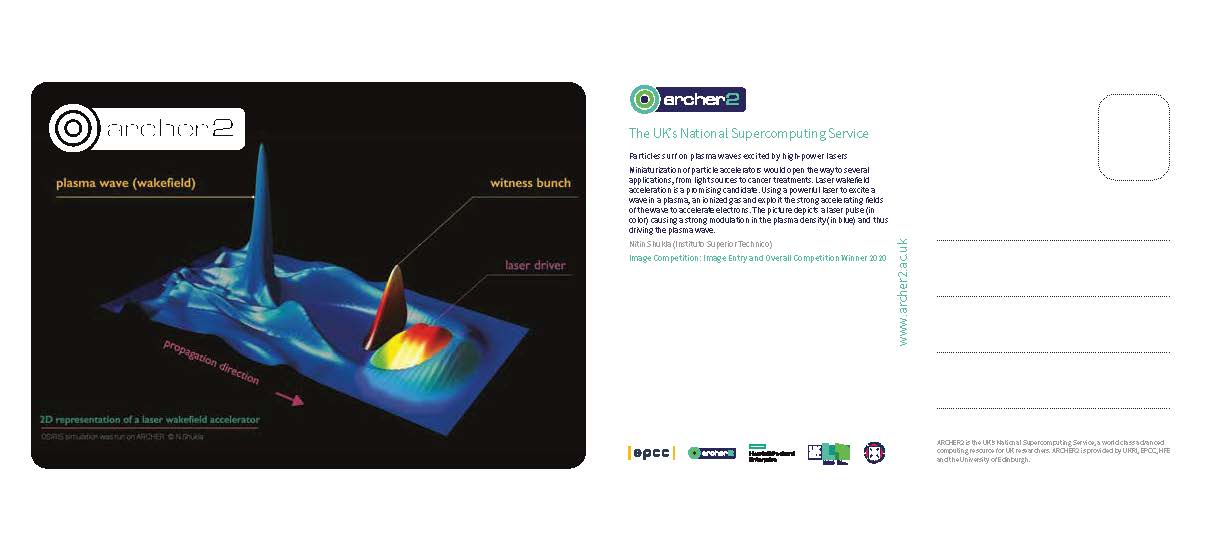 archer2
plasma wave (wakefield)
witness bunch
laser driver
propagation direction
2D representation of a laser wakefield accelerator
OSIRIS simulation was run on ARCHER © N.Shukla
archer2
The UK's National Supercomputing Service
Particles surf on plasma waves excited by high-power lasers
Miniaturization of particle accelerators would open the way to several
applications, from light sources to cancer treatments. Laser wakefield
acceleration is a promising candidate. Using a powerful laser to excite a
wave in a plasma, an ionized gas and exploit the strong accelerating fields
of the wave to accelerate electrons. The picture depicts a laser pulse (in
color) causing a strong modulation in the plasma density (in blue) and thus
driving the plasma wave.
Nitin Shukla (Instituto Superior Technico)
Image Competition: Image Entry and Overall Competition Winner 2020
www.archer2.ac.uk
epcc
archer2
Hewlett Packard
Enterprise
ARCHER2 is the UK's National Supercomputing Service, a world class advanced
computing resource for UK researchers. ARCHER2 is provided by UKRI, EPCC, HPE
and the University of Edinburgh.